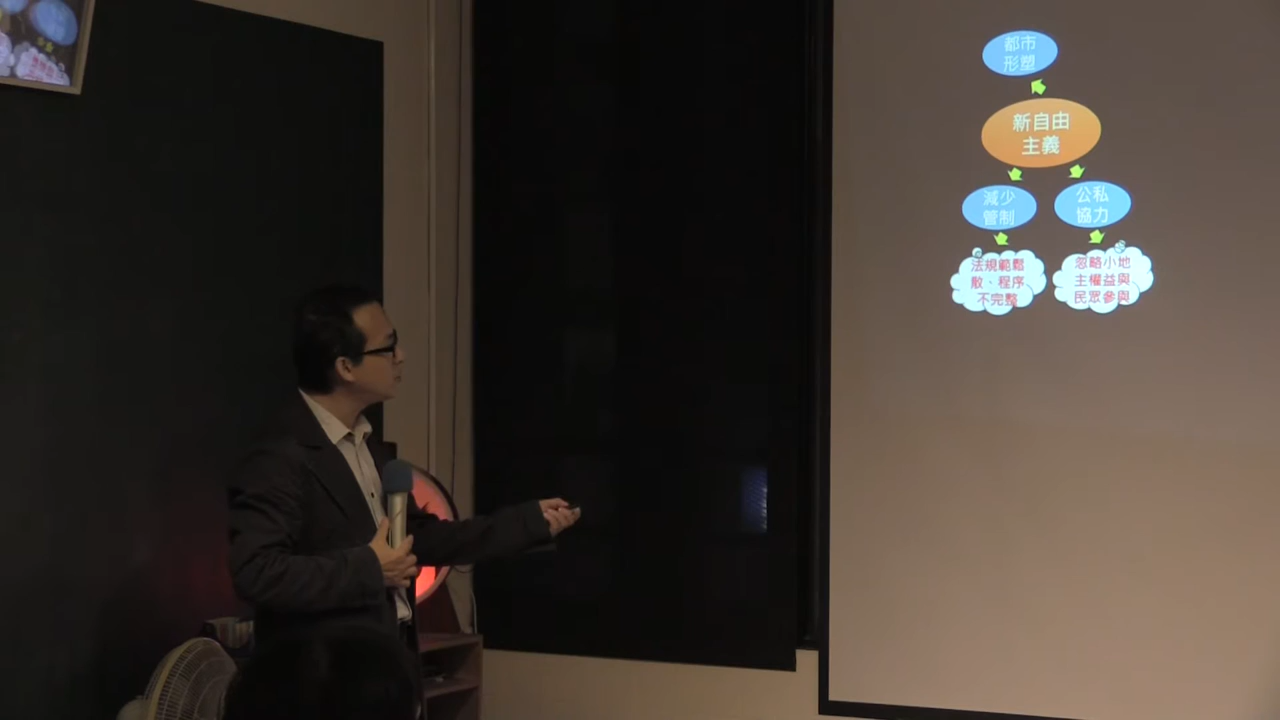 都市
形塑
新自由
主義
減少
管制
公私
協力
法規範鬆
散、程序
不完整
忽略小地
主權益與
民眾參與